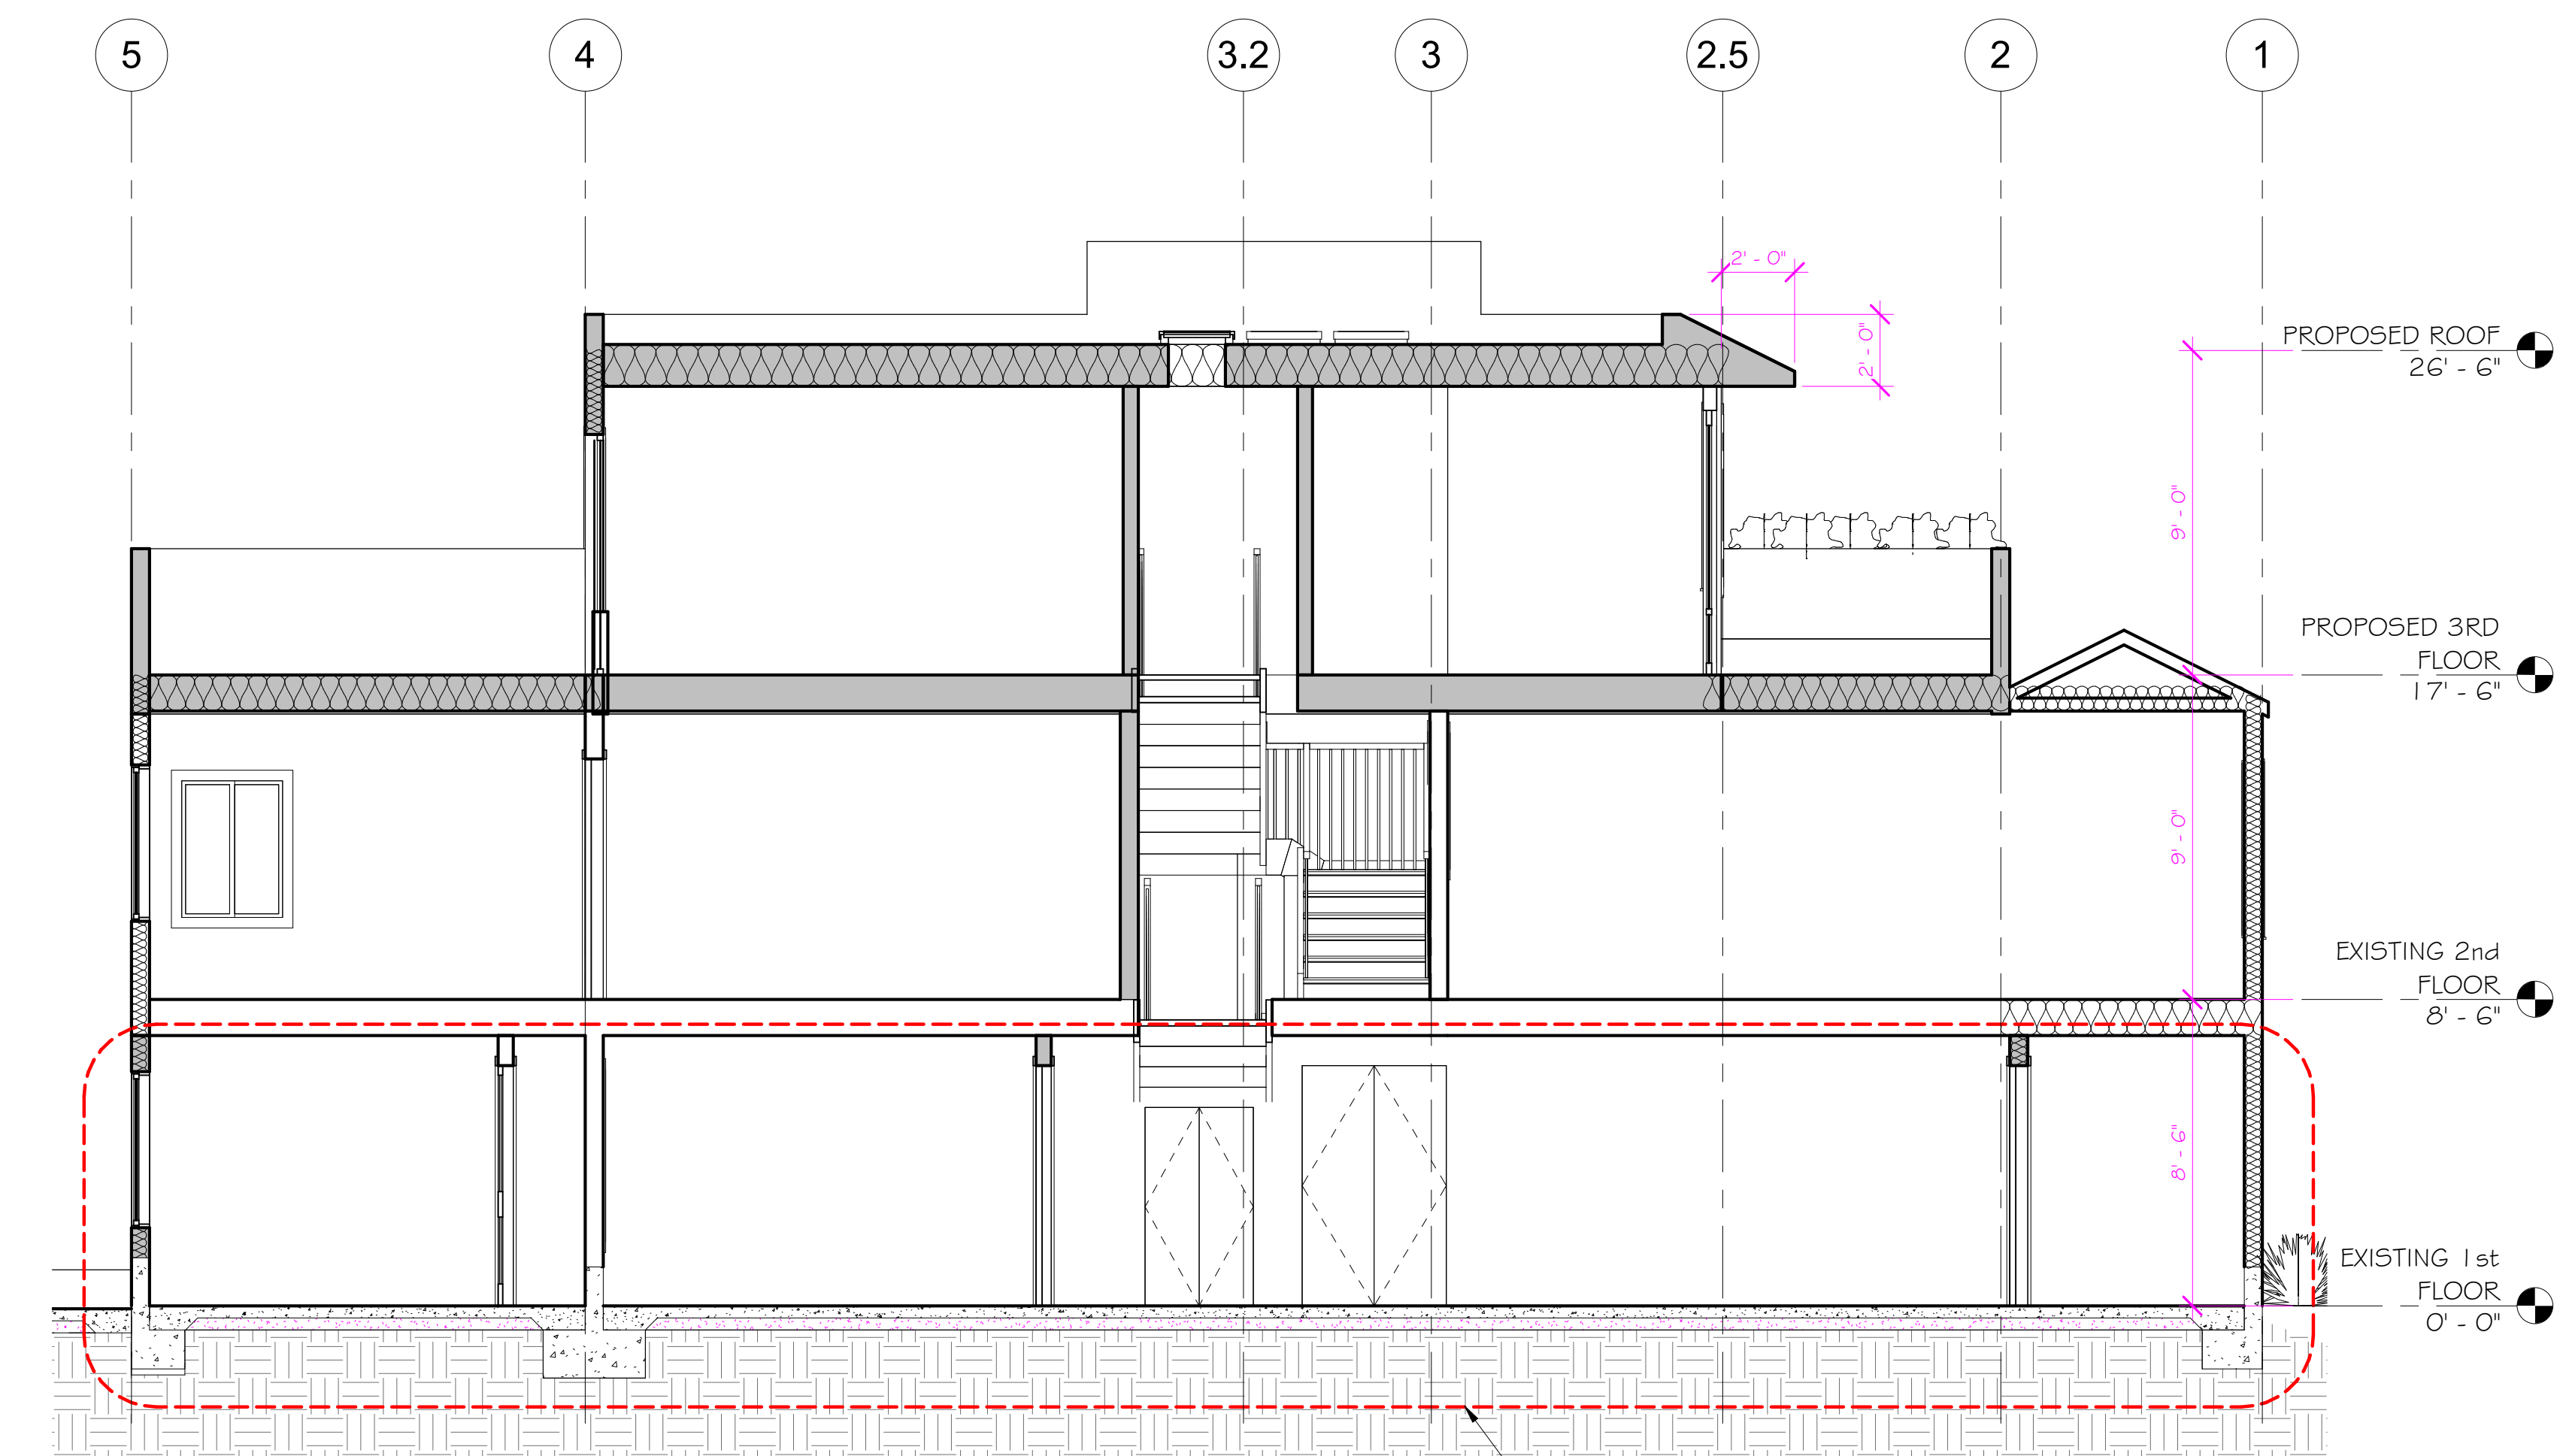 5
4
3.2
3
2.5
2
1
2' - 0"
2' - 0"
PROPOSED ROOF
26' - 6"
9' - 0"
PROPOSED 3RD
FLOOR
17' - 6"
9' - 0"
EXISTING 2nd
FLOOR
8' - 6"
8' - 6"
EXISTING 1st
FLOOR
0' - 0"